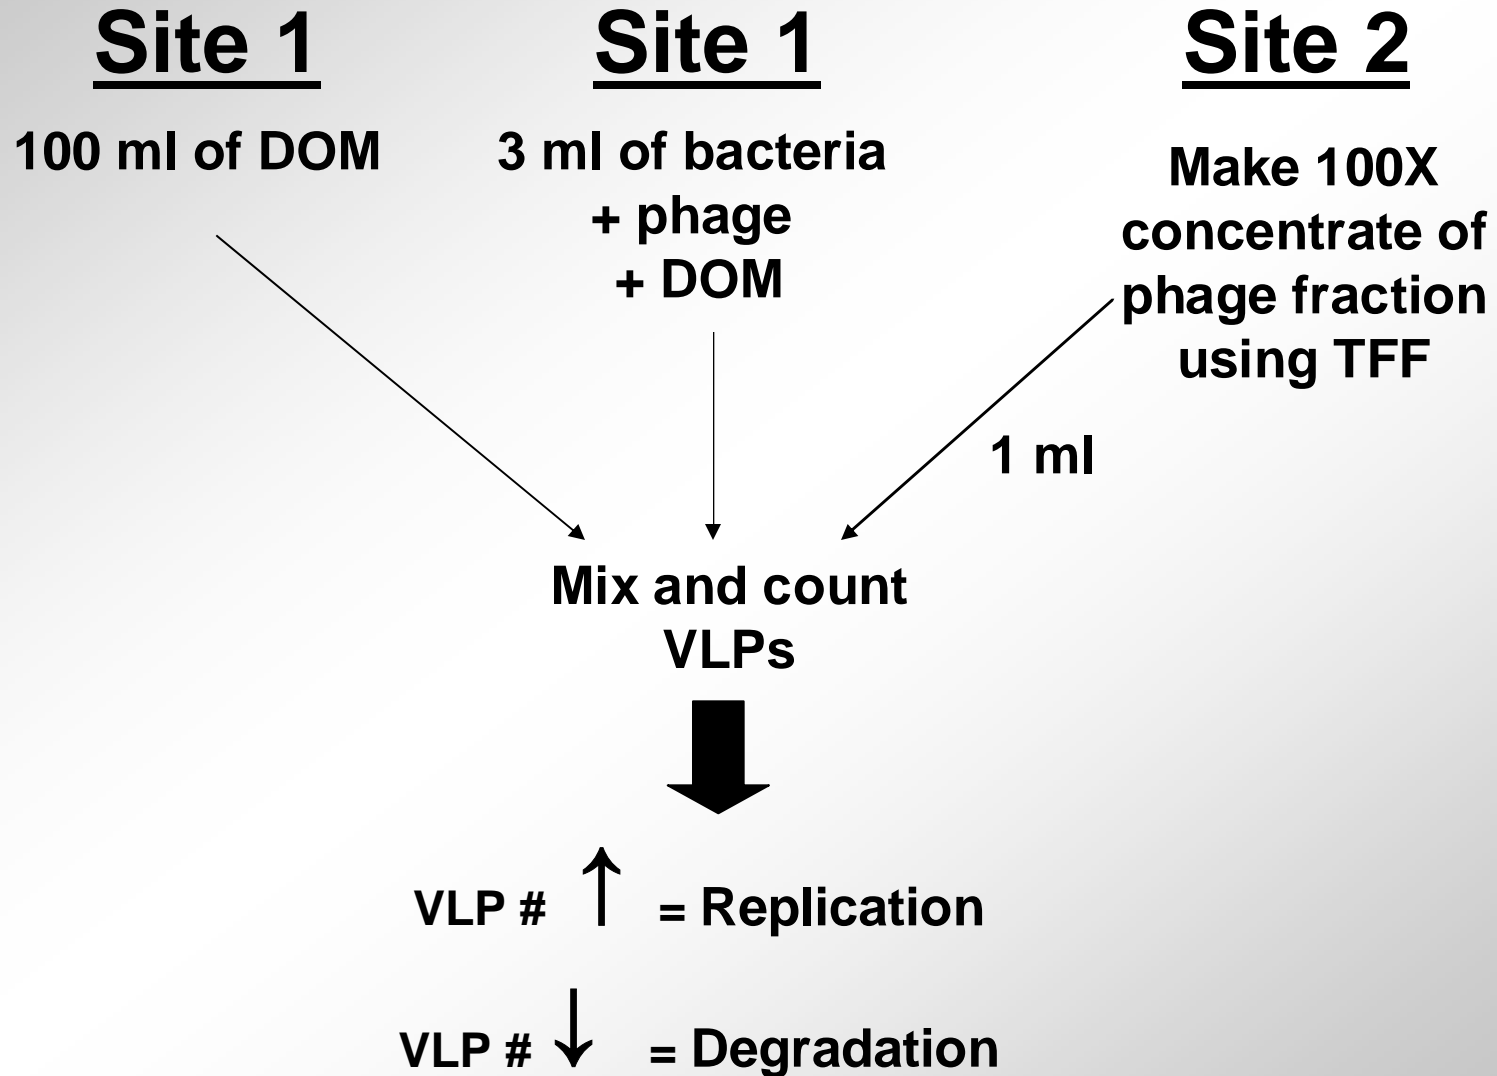 Site 1
100 ml of DOM
Site 1
3 ml of bacteria
+ phage
+ DOM
Site 2
Make 100X
concentrate of
phage fraction
using TFF
1 ml
Mix and count
VLPs
VLP # ↑ = Replication
VLP # ↓ = Degradation